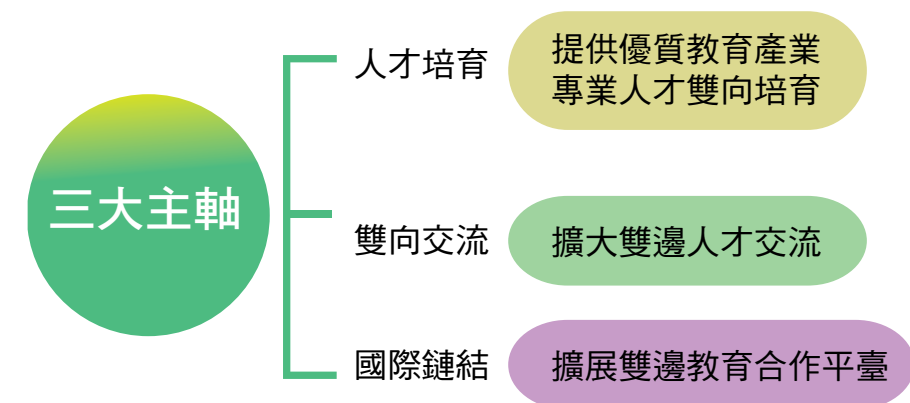 三大主軸
人才培育
提供優質教育產業
專業人才雙向培育
雙向交流
擴大雙邊人才交流
國際鏈結
擴展雙邊教育合作平臺